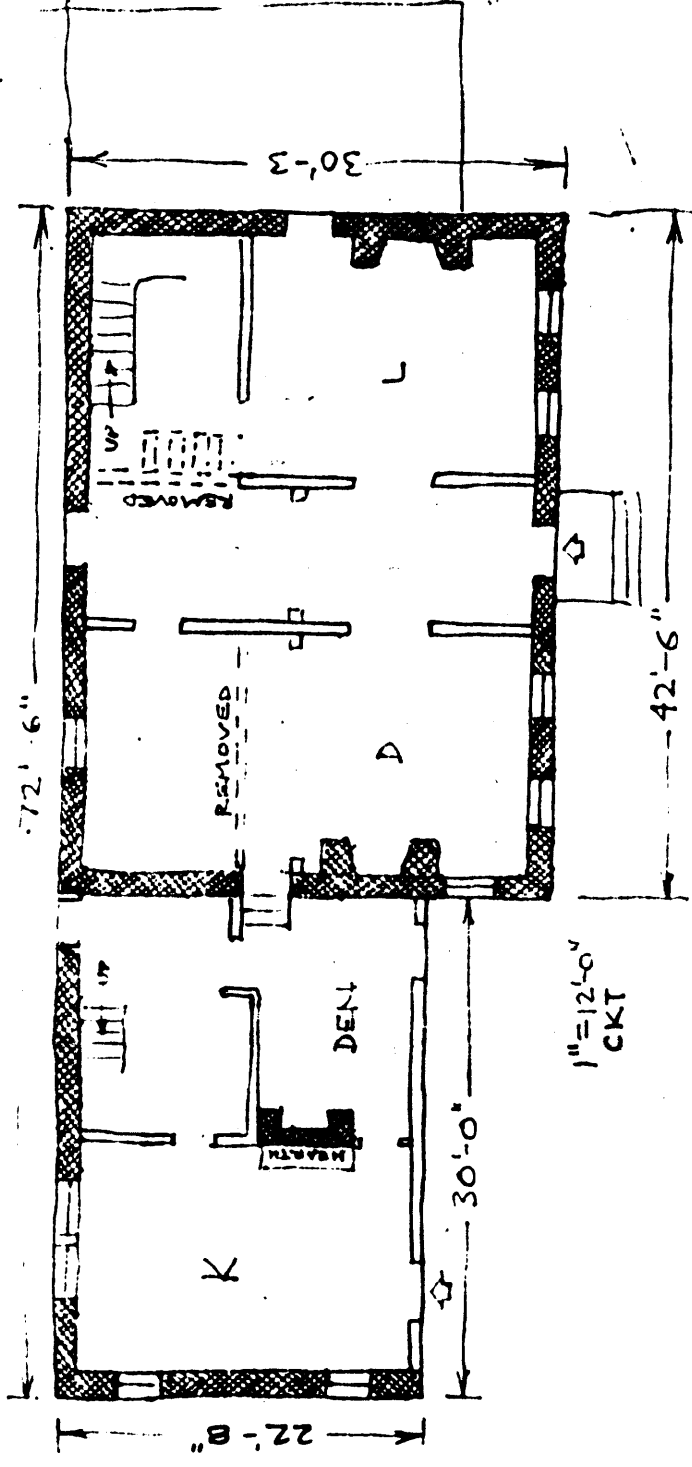 30'-3
72'-6"
UP
REMOVED
L
REMOVED
D
42'-6"
UP
DEN
HEARTH
K
30'-0"
1"=12'-0"
CKT
22'-8"